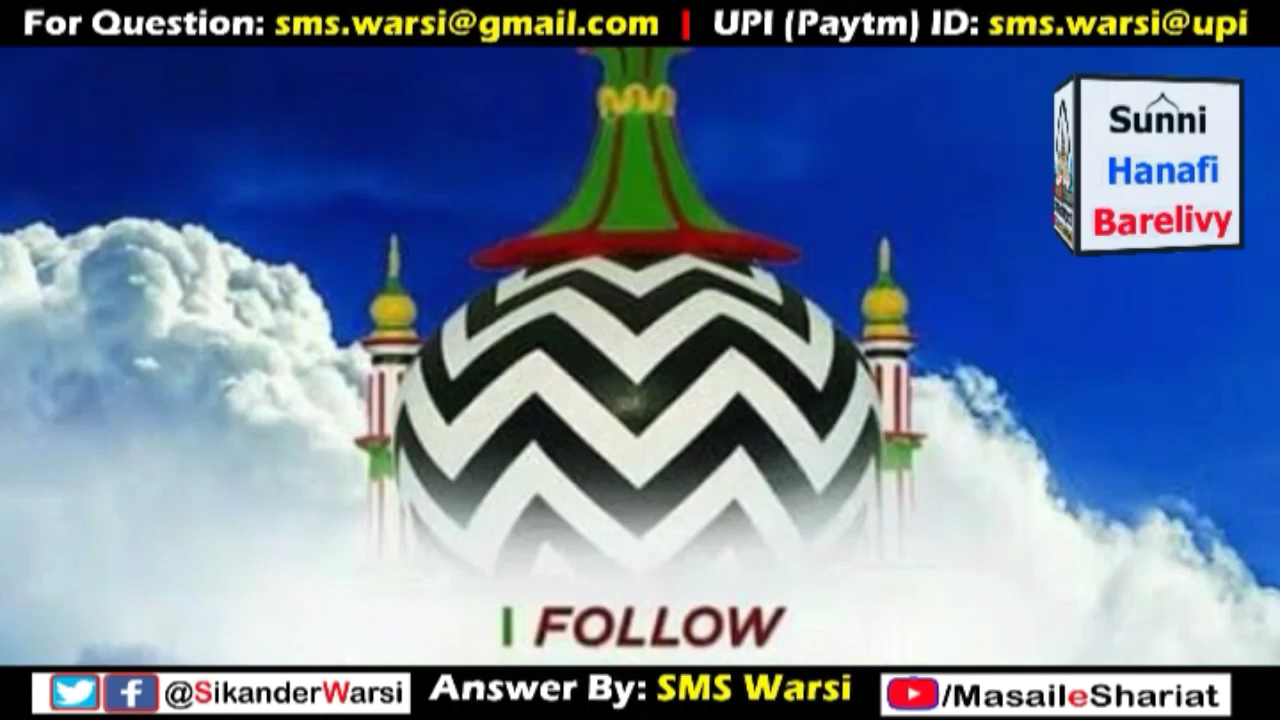 For Question: sms.warsi@gmail.com | UPI (Paytm) ID: sms.warsi@upi
Sunni
Hanafi
Barelivy
I FOLLOW
@SikanderWarsi
Answer By: SMS Warsi
/MasaileShariat